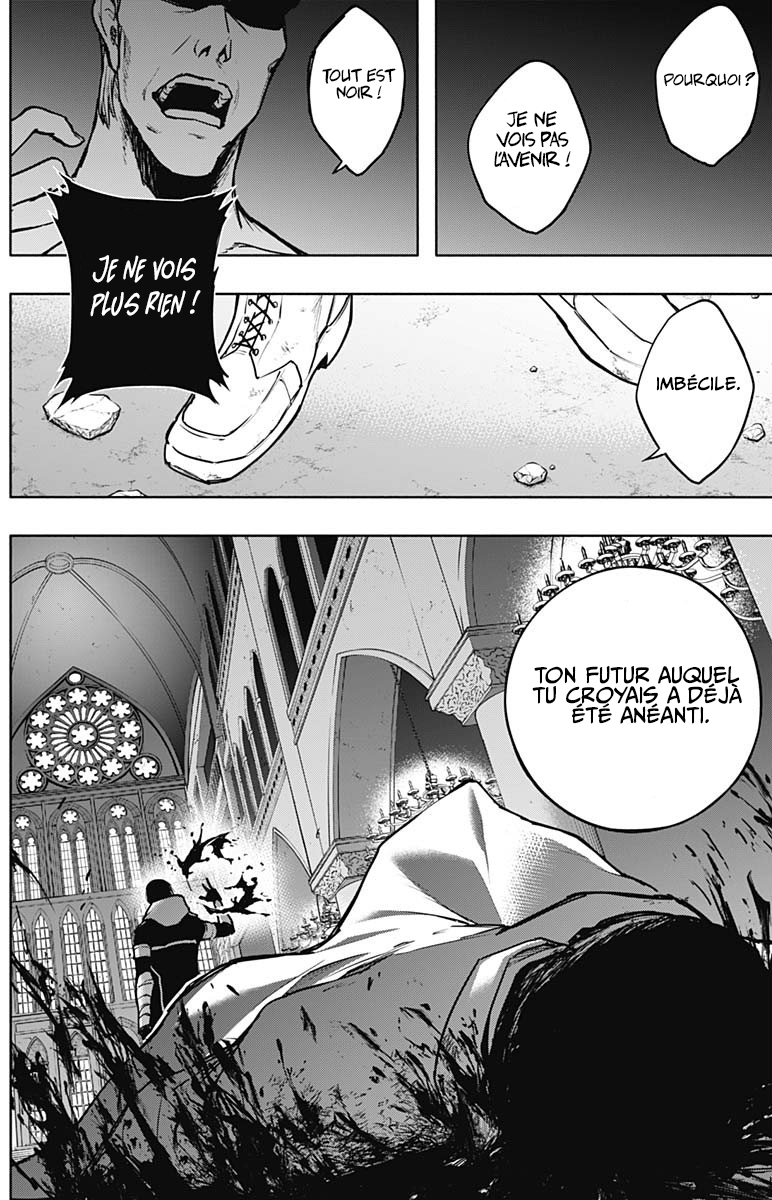 POURQUOI?
JE NE
VOIS PAS
L'AVENIR!
TOUT EST
NOIR!
JE NE VOIS
PLUS RIEN!
IMBÉCILE.
TON FUTUR AUQUEL
TU CROYAIS A DÉJÀ
ÉTÉ ANÉANTI.